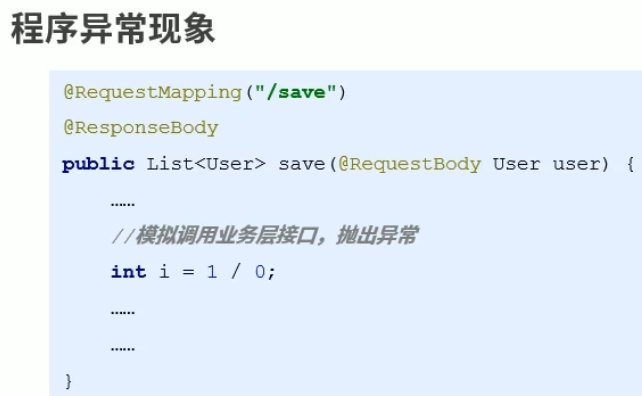 程序异常现象
@RequestMapping("/save")
@ResponseBody
public List<User> save(@RequestBody User user) {
……
//模拟调用业务层接口，抛出异常
int i = 1 / 0;
……
……
}